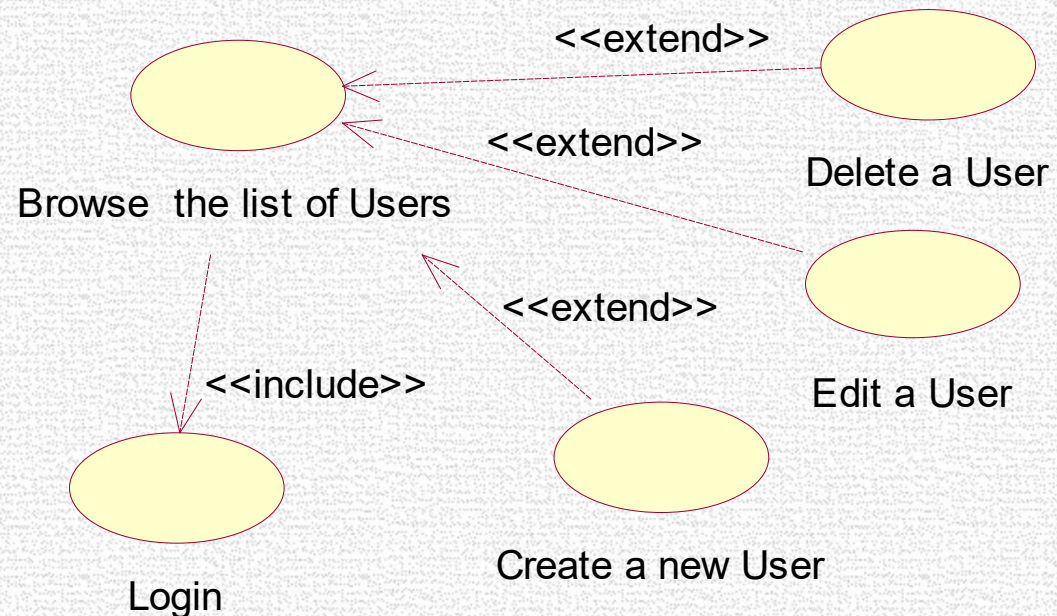 <<extend>>
<<extend>>
Delete a User
Browse the list of Users
<<extend>>
<<include>>
Edit a User
Create a new User
Login